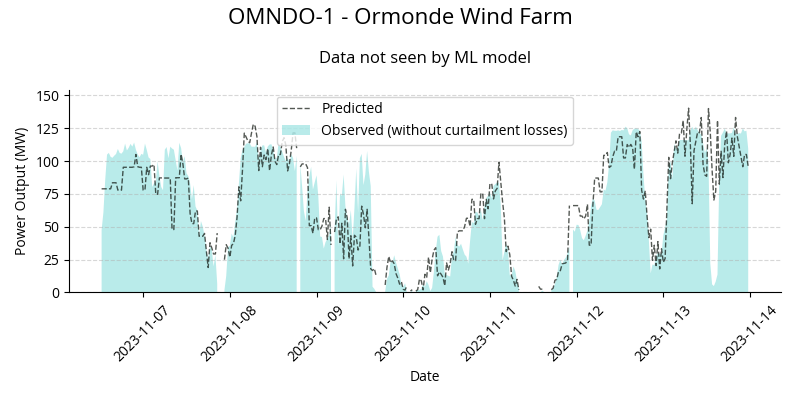 OMNDO-1 - Ormonde Wind Farm
Data not seen by ML model
Predicted
Observed (without curtailment losses)
Power Output (MW)
150
125
100
75
50
25
0
2023-11-07
2023-11-08
2023-11-09
2023-11-10
2023-11-11
2023-11-12
2023-11-13
2023-11-14
Date